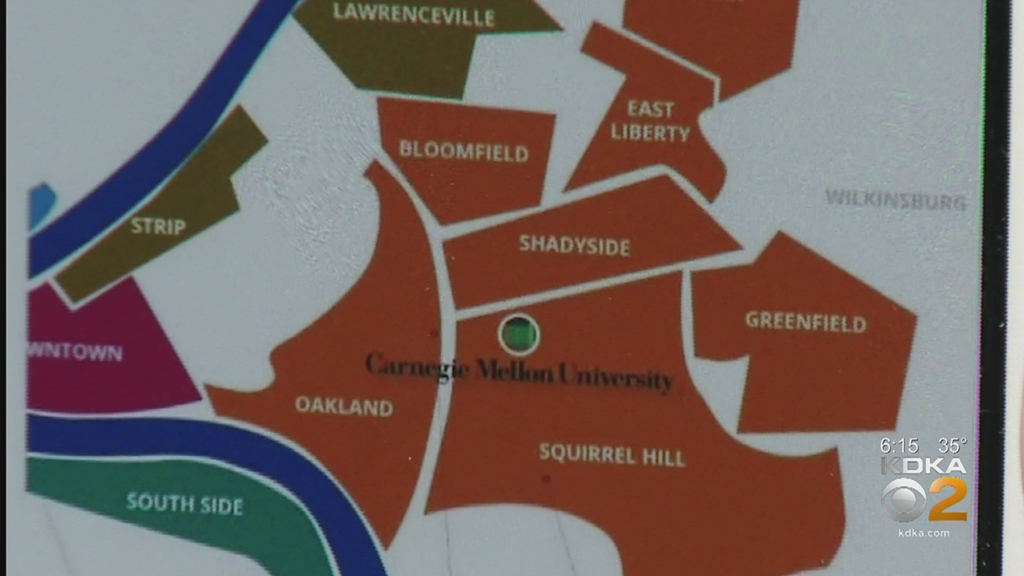 LAWRENCEVILLE
EAST
LIBERTY
BLOOMFIELD
WILKINSBURG
STRIP
SHADYSIDE
GREENFIELD
WNTOWN
Carnegie Mellon University
OAKLAND
SQUIRREL HILL
SOUTH SIDE
6:15 35°
KDKA
2
kdka.com